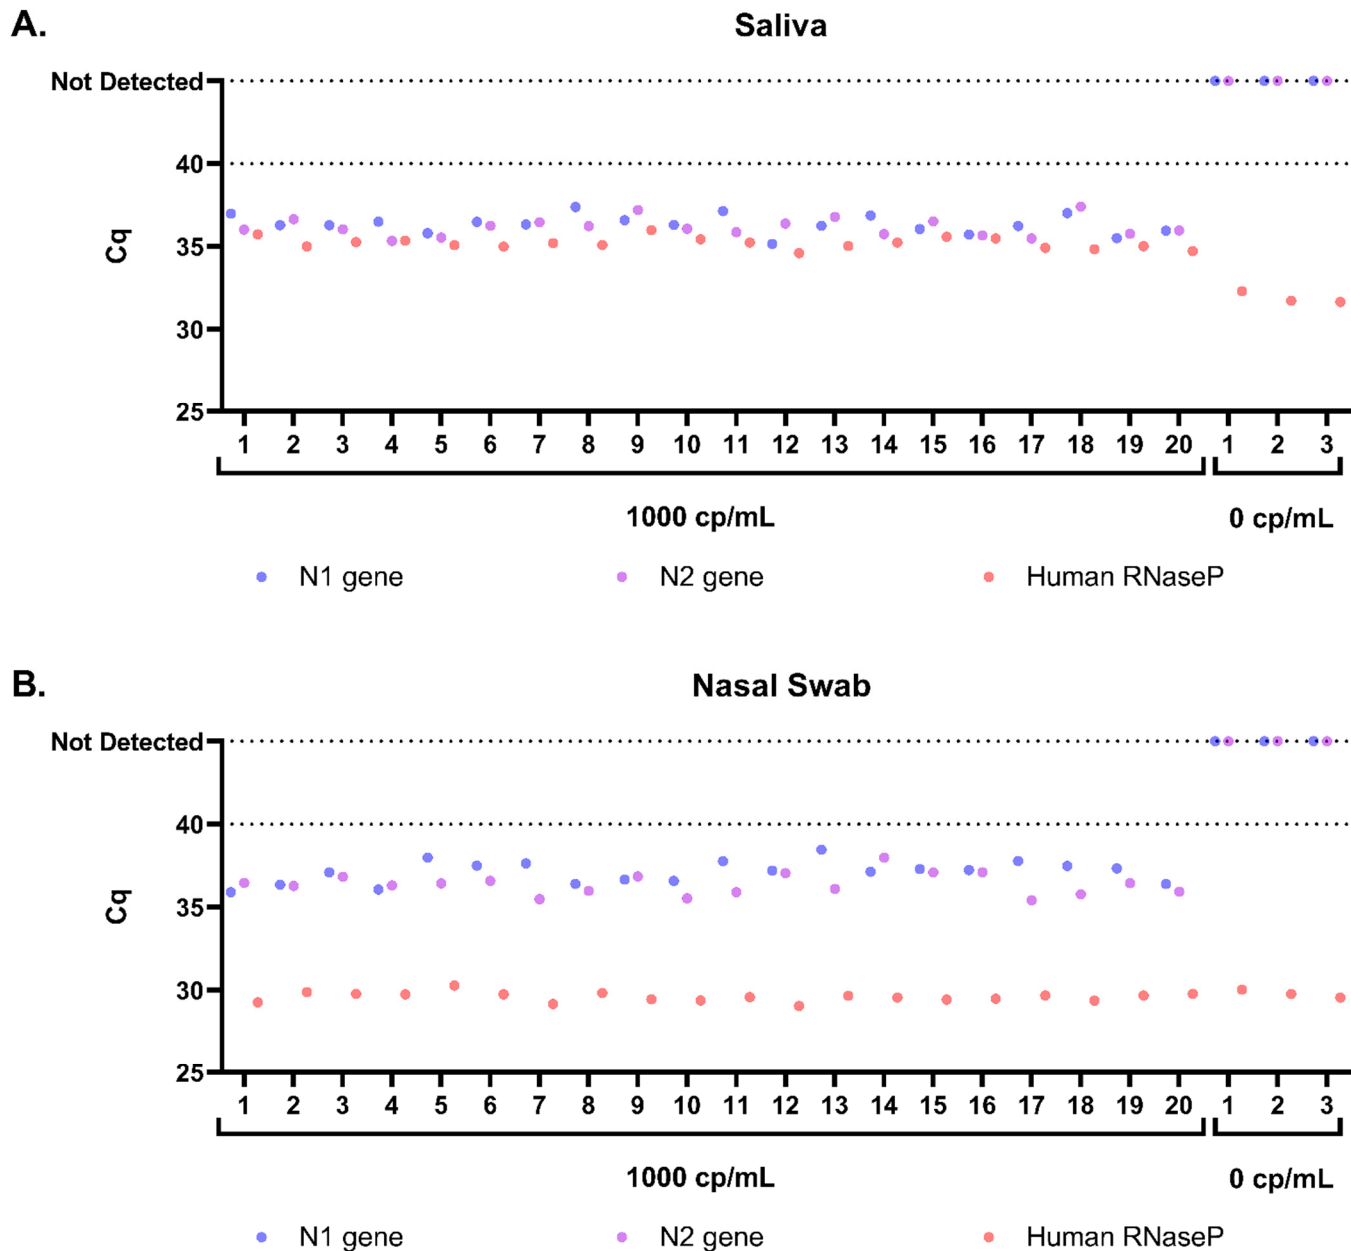 A.
Saliva
Not Detected
40
35
30
25
Cq
1 2 3 4 5 6 7 8 9 10 11 12 13 14 15 16 17 18 19 20 1 2 3
1000 cp/mL 0 cp/mL
N1 gene N2 gene Human RNaseP
B.
Nasal Swab
Not Detected
40
35
30
25
Cq
1 2 3 4 5 6 7 8 9 10 11 12 13 14 15 16 17 18 19 20 1 2 3
1000 cp/mL 0 cp/mL
N1 gene N2 gene Human RNaseP